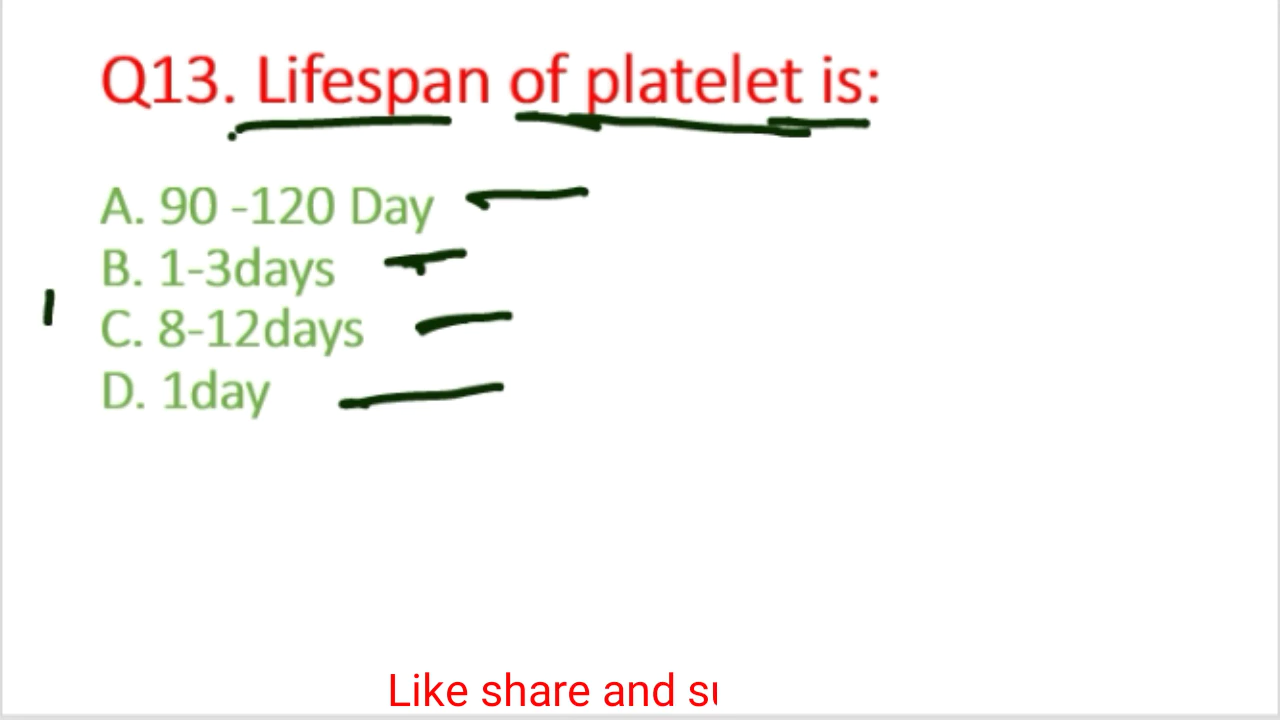 Q13. Lifespan of platelet is:
A. 90 -120 Day
B. 1-3days
C. 8-12days
D. 1day
Like share and